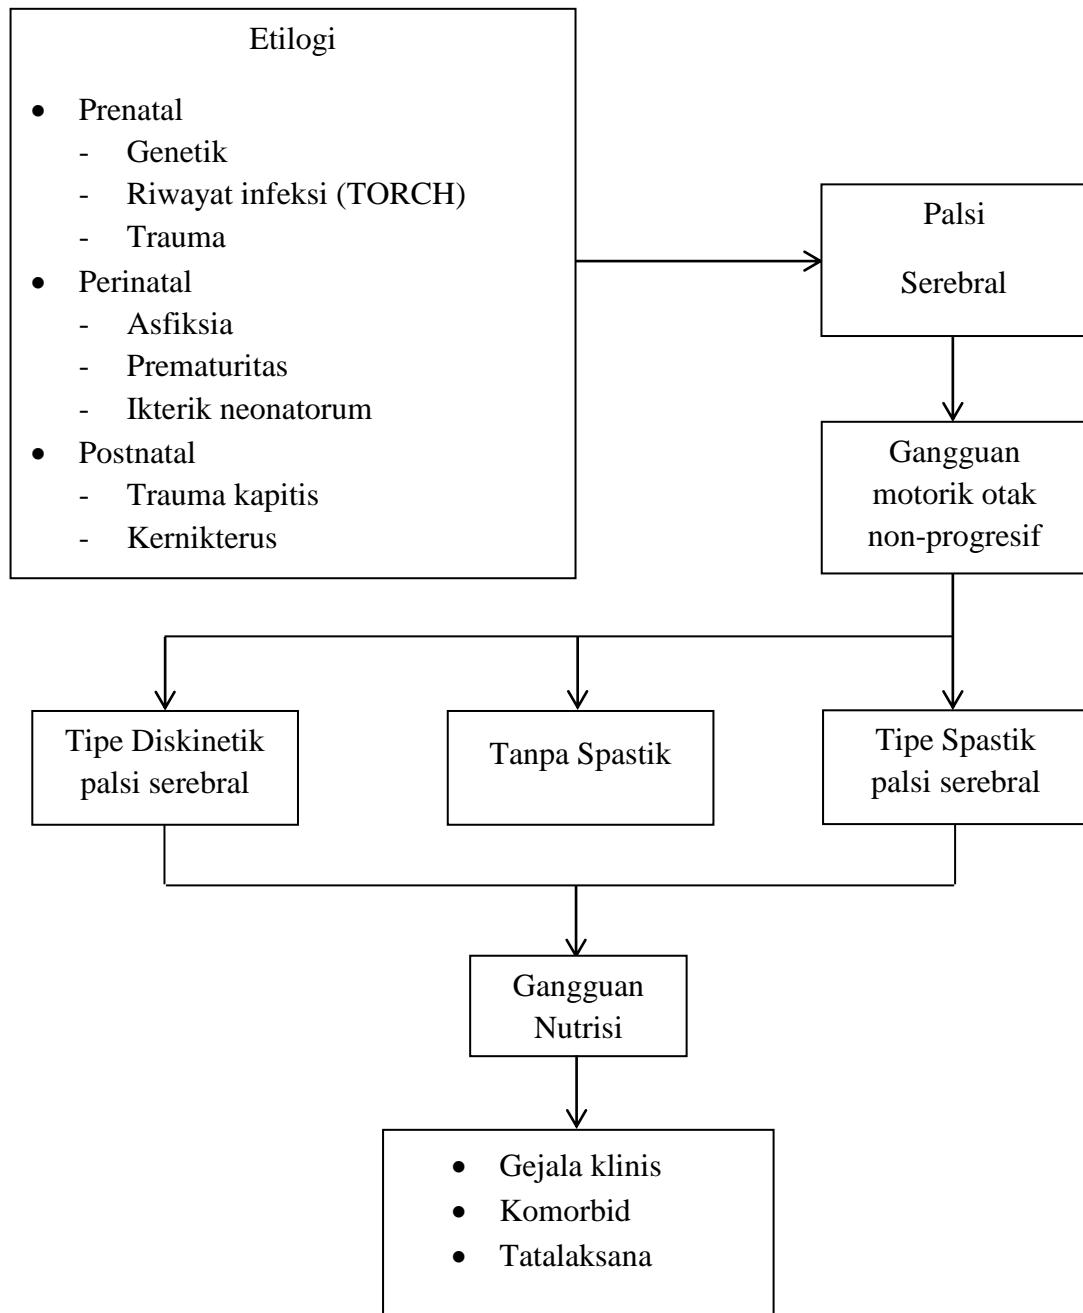 Etilogi
• Prenatal
- Genetik
- Riwayat infeksi (TORCH)
- Trauma
• Perinatal
- Asfiksia
- Prematuritas
- Ikterik neonatorum
• Postnatal
- Trauma kapitis
- Kernikterus
Palsi
Serebral
Gangguan
motorik otak
non-progresif
Tipe Diskinetik
palsi serebral
Tanpa Spastik
Tipe Spastik
palsi serebral
Gangguan
Nutrisi
• Gejala klinis
• Komorbid
• Tatalaksana